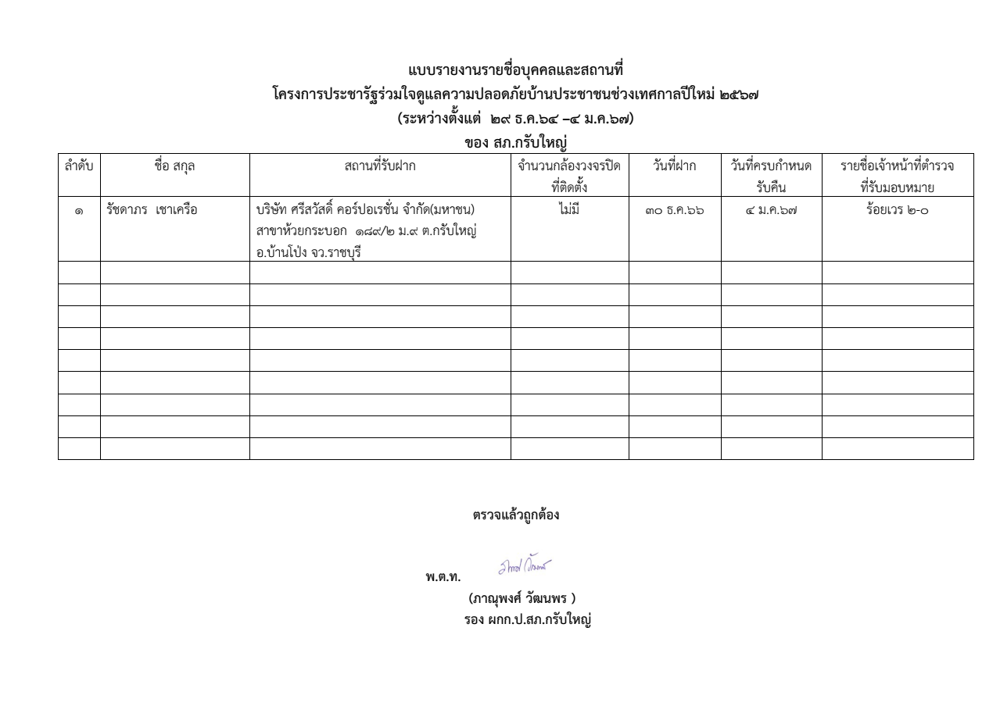 แบบรายงานรายชื่อบุคคลและสถานที่
โครงการประชารัฐร่วมใจดูแลความปลอดภัยบ้านประชาชนช่วงเทศกาลปีใหม่ ๒๕๖๗
(ระหว่างตั้งแต่ ๒๙ ธ.ค.๖๔ –๔ ม.ค.๖๗)
ของ สภ.กรับใหญ่
ลำดับ ชื่อ สกุล สถานที่รับฝาก จำนวนกล้องวงจรปิด วันที่ฝาก วันที่ครบกำหนด รายชื่อเจ้าหน้าที่ตำรวจ
ที่ติดตั้ง รับคืน ที่รับมอบหมาย
๑ รัชดาภร เชาเครือ บริษัท ศรีสวัสดิ์ คอร์ปอเรชั่น จำกัด(มหาชน) ไม่มี ๓๐ ธ.ค.๖๖ ๔ ม.ค.๖๗ ร้อยเวร ๒-๐
สาขาห้วยกระบอก ๑๘๙/๒ ม.๙ ต.กรับใหญ่
อ.บ้านโป่ง จว.ราชบุรี
ตรวจแล้วถูกต้อง
พ.ต.ท.
(ภาณุพงศ์ วัฒนพร )
รอง ผกก.ป.สภ.กรับใหญ่